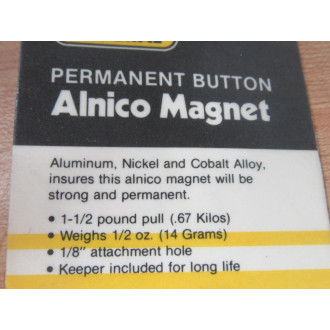 PERMANENT BUTTON
Alnico Magnet
Aluminum, Nickel and Cobalt Alloy,
insures this alnico magnet will be
strong and permanent.
• 1-1/2 pound pull (.67 Kilos)
• Weighs 1/2 oz. (14 Grams)
• 1/8" attachment hole
• Keeper included for long life